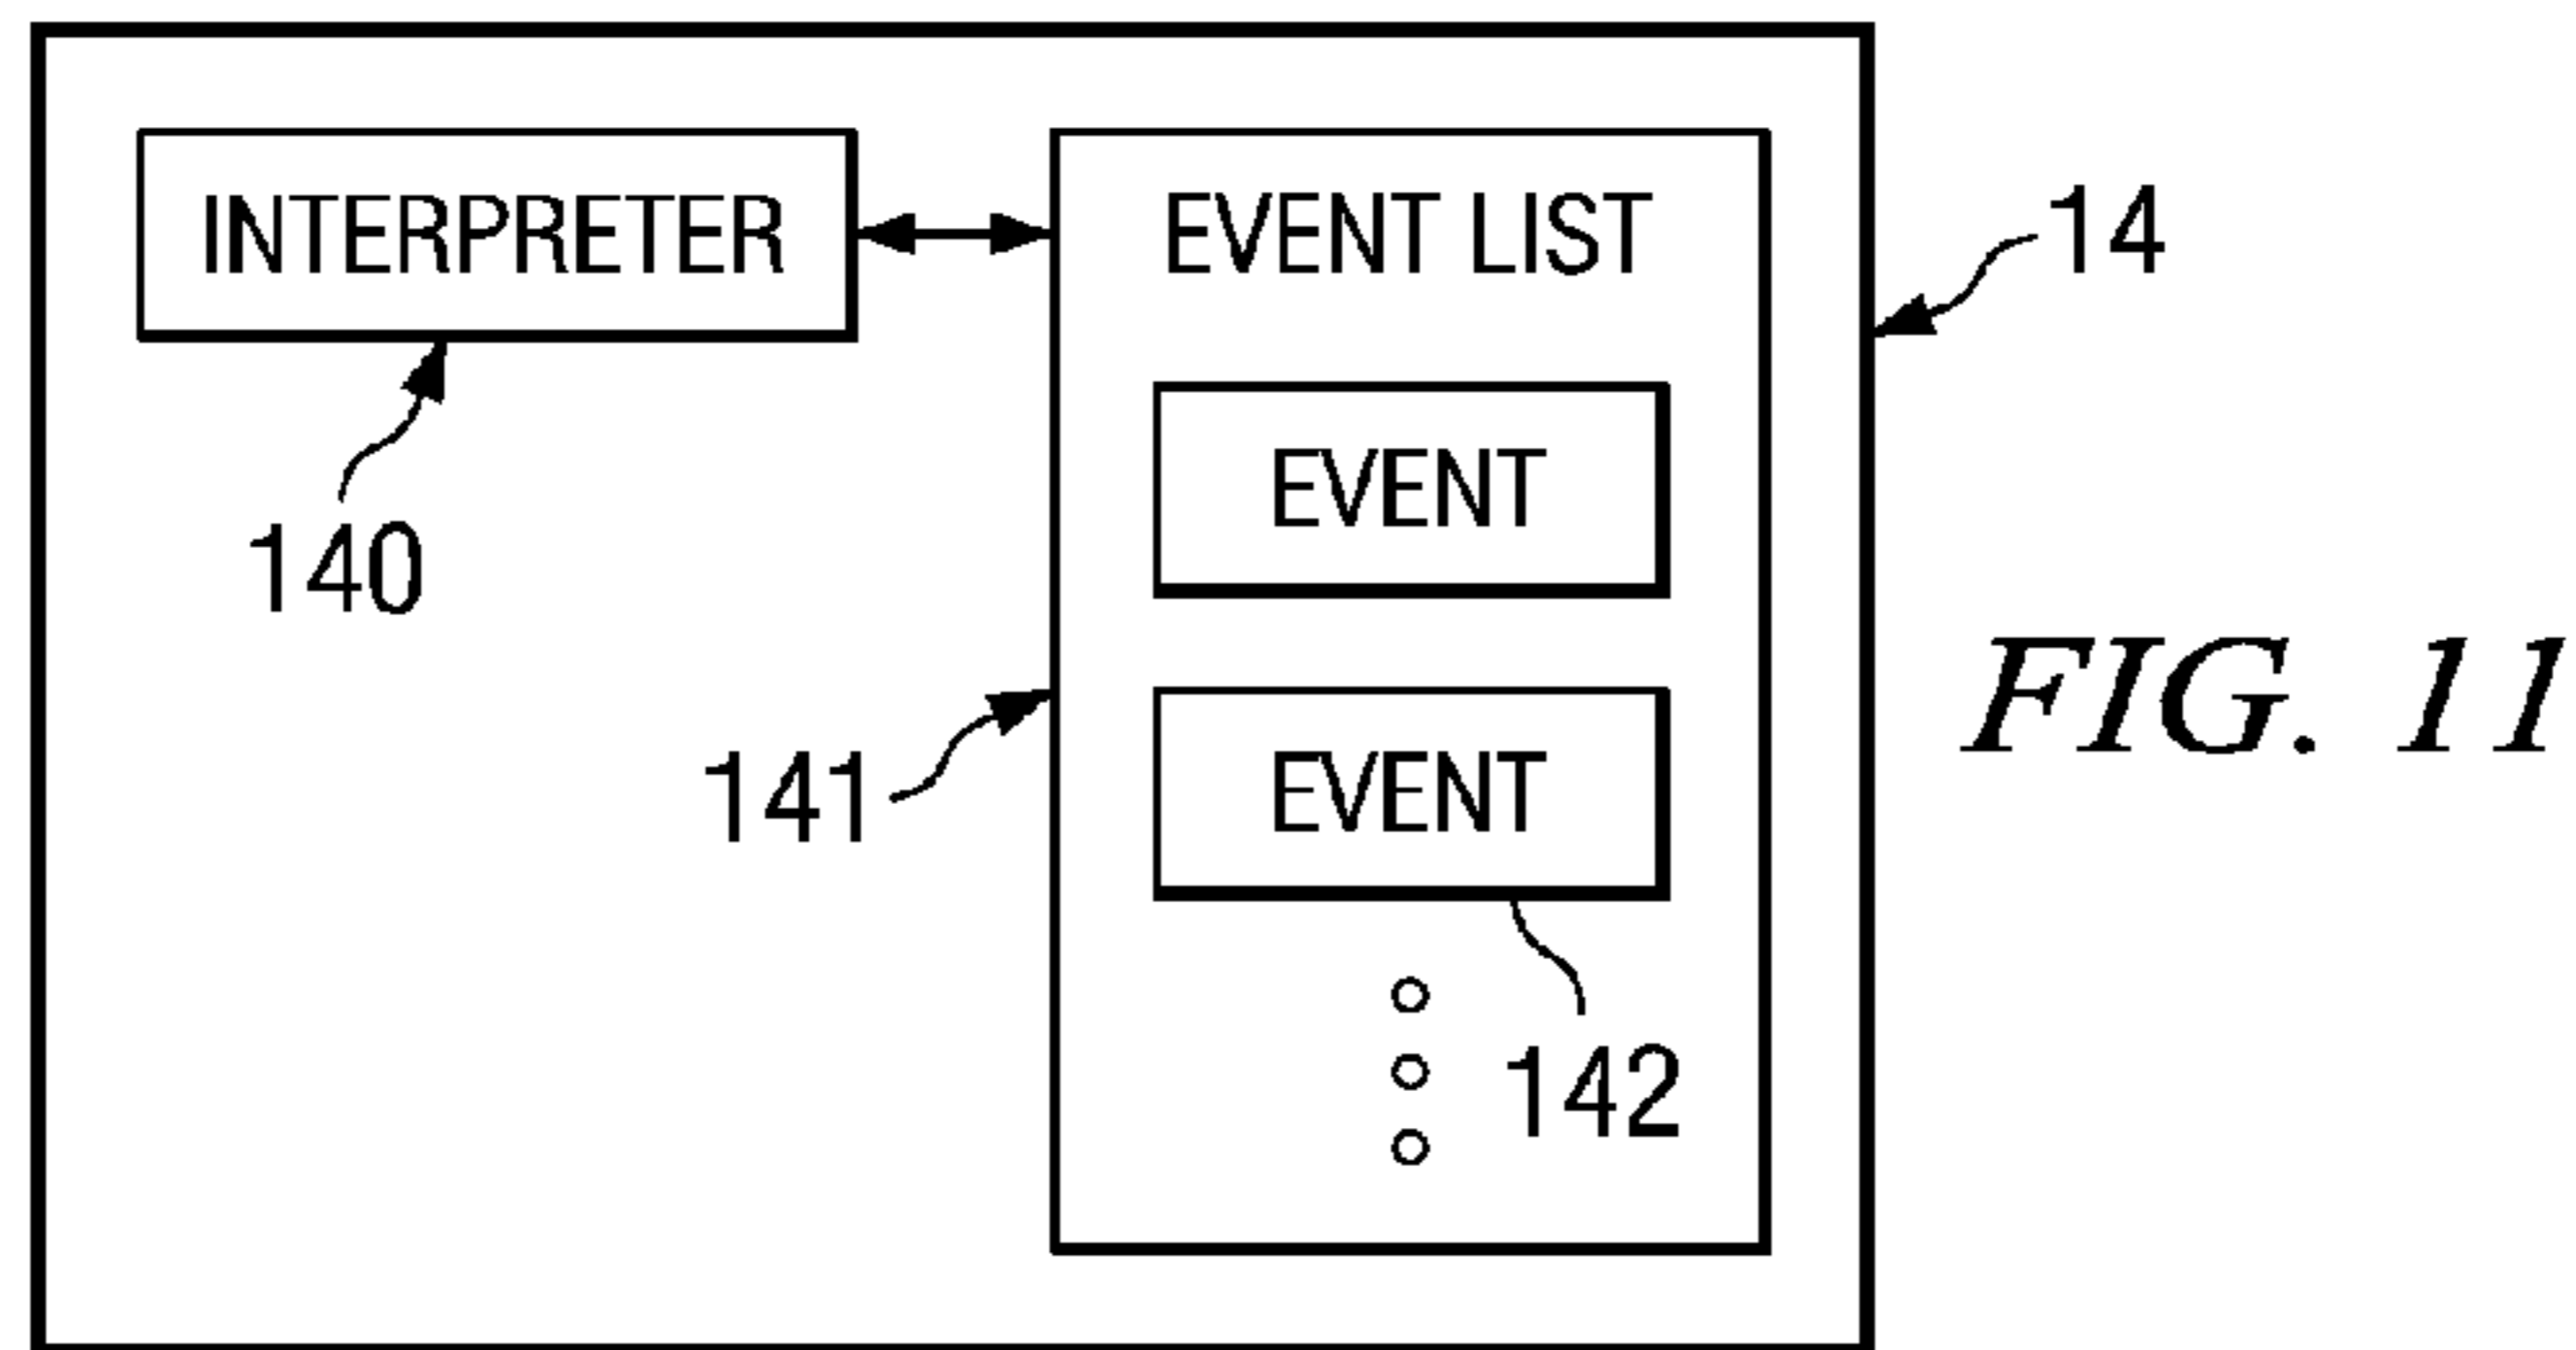 INTERPRETER
EVENT LIST
14
EVENT
140
FIG. 11
EVENT
141
142